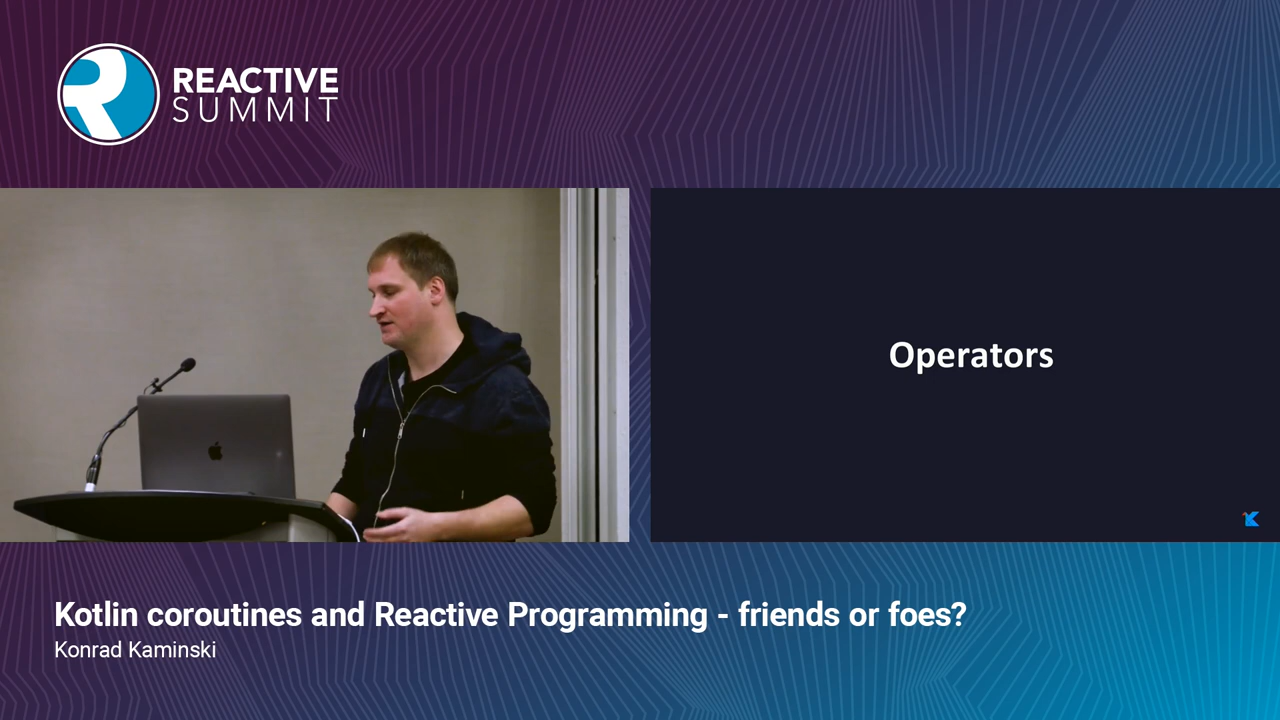 REACTIVE
SUMMIT
Operators
Kotlin coroutines and Reactive Programming - friends or foes?
Konrad Kaminski